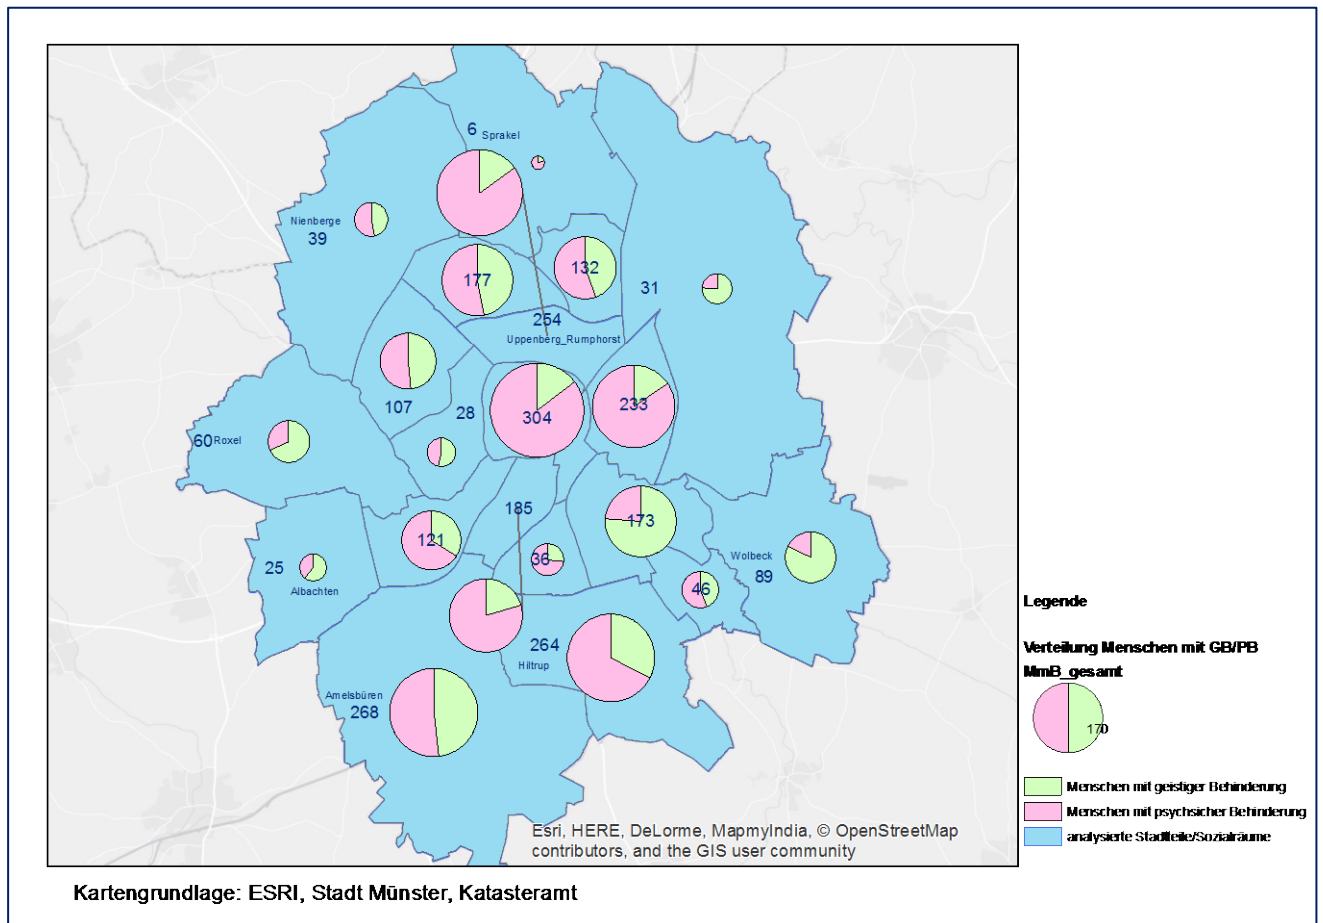 6 Sprakel
Nienberge
39
177
132
31
254
Uppenberg_Rumphorst
107
28
304
233
60 Roxel
185
173
121
36
Wolbeck
89
25
Albachten
46
264
Hiltrup
Amelsbüren
268
Esri, HERE, DeLorme, MapmyIndia, © OpenStreetMap
contributors, and the GIS user community
Legende
Verteilung Menschen mit GB/PB
MmB_gesamt
170
Menschen mit geistiger Behinderung
Menschen mit psychsicher Behinderung
analysierte Stadtteile/Sozialräume
Kartengrundlage: ESRI, Stadt Münster, Katasteramt